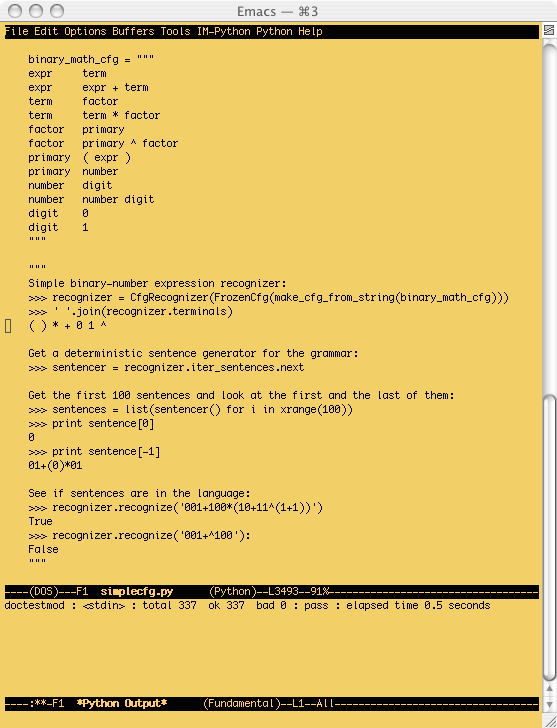 Emacs — ⌘3
File Edit Options Buffers Tools IM-Python Python Help
binary_math_cfg = """
expr    term
expr    expr + term
term    factor
term    term * factor
factor   primary
factor   primary ^ factor
primary  ( expr )
primary  number
number   digit
number   number digit
digit    0
digit    1
"""
"""
Simple binary-number expression recognizer:
>>> recognizer = CfgRecognizer(FrozenCfg(make_cfg_from_string(binary_math_cfg)))
>>> ' '.join(recognizer.terminals)
( ) * + 0 1 ^
Get a deterministic sentence generator for the grammar:
>>> sentencer = recognizer.iter_sentences.next
Get the first 100 sentences and look at the first and the last of them:
>>> sentences = list(sentencer() for i in xrange(100))
>>> print sentence[0]
0
>>> print sentence[-1]
01+(0)*01
See if sentences are in the language:
>>> recognizer.recognize('001+100*(10+11^(1+1))')
True
>>> recognizer.recognize('001+^100'):
False
"""
----(DOS)---F1  simplecfg.py      (Python)--L3493--91%-----------------------------------
doctestmod : <stdin> : total 337  ok 337  bad 0 : pass : elapsed time 0.5 seconds
----:**-F1  *Python Output*      (Fundamental)--L1--All----------------------------------